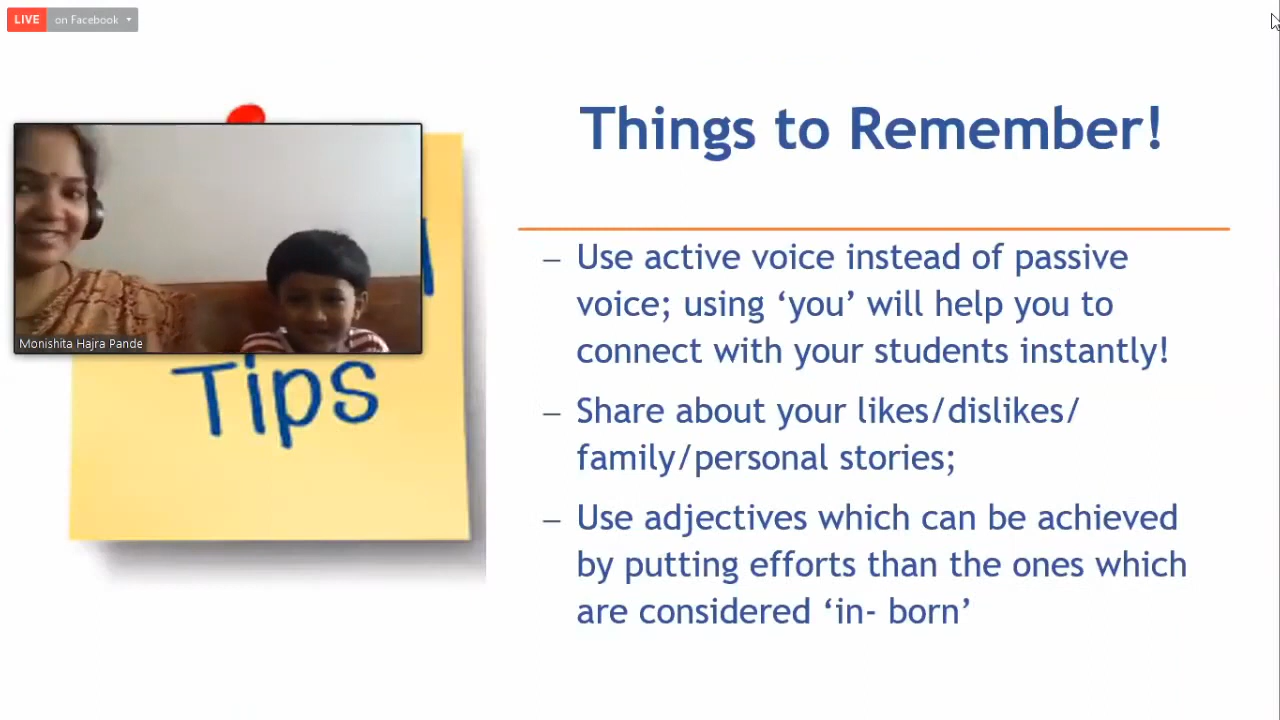 LIVE on Facebook
Things to Remember!
– Use active voice instead of passive
voice; using ‘you’ will help you to
connect with your students instantly!
– Share about your likes/dislikes/
family/personal stories;
– Use adjectives which can be achieved
by putting efforts than the ones which
are considered ‘in- born’
Monishita Hajra Pande
Tips